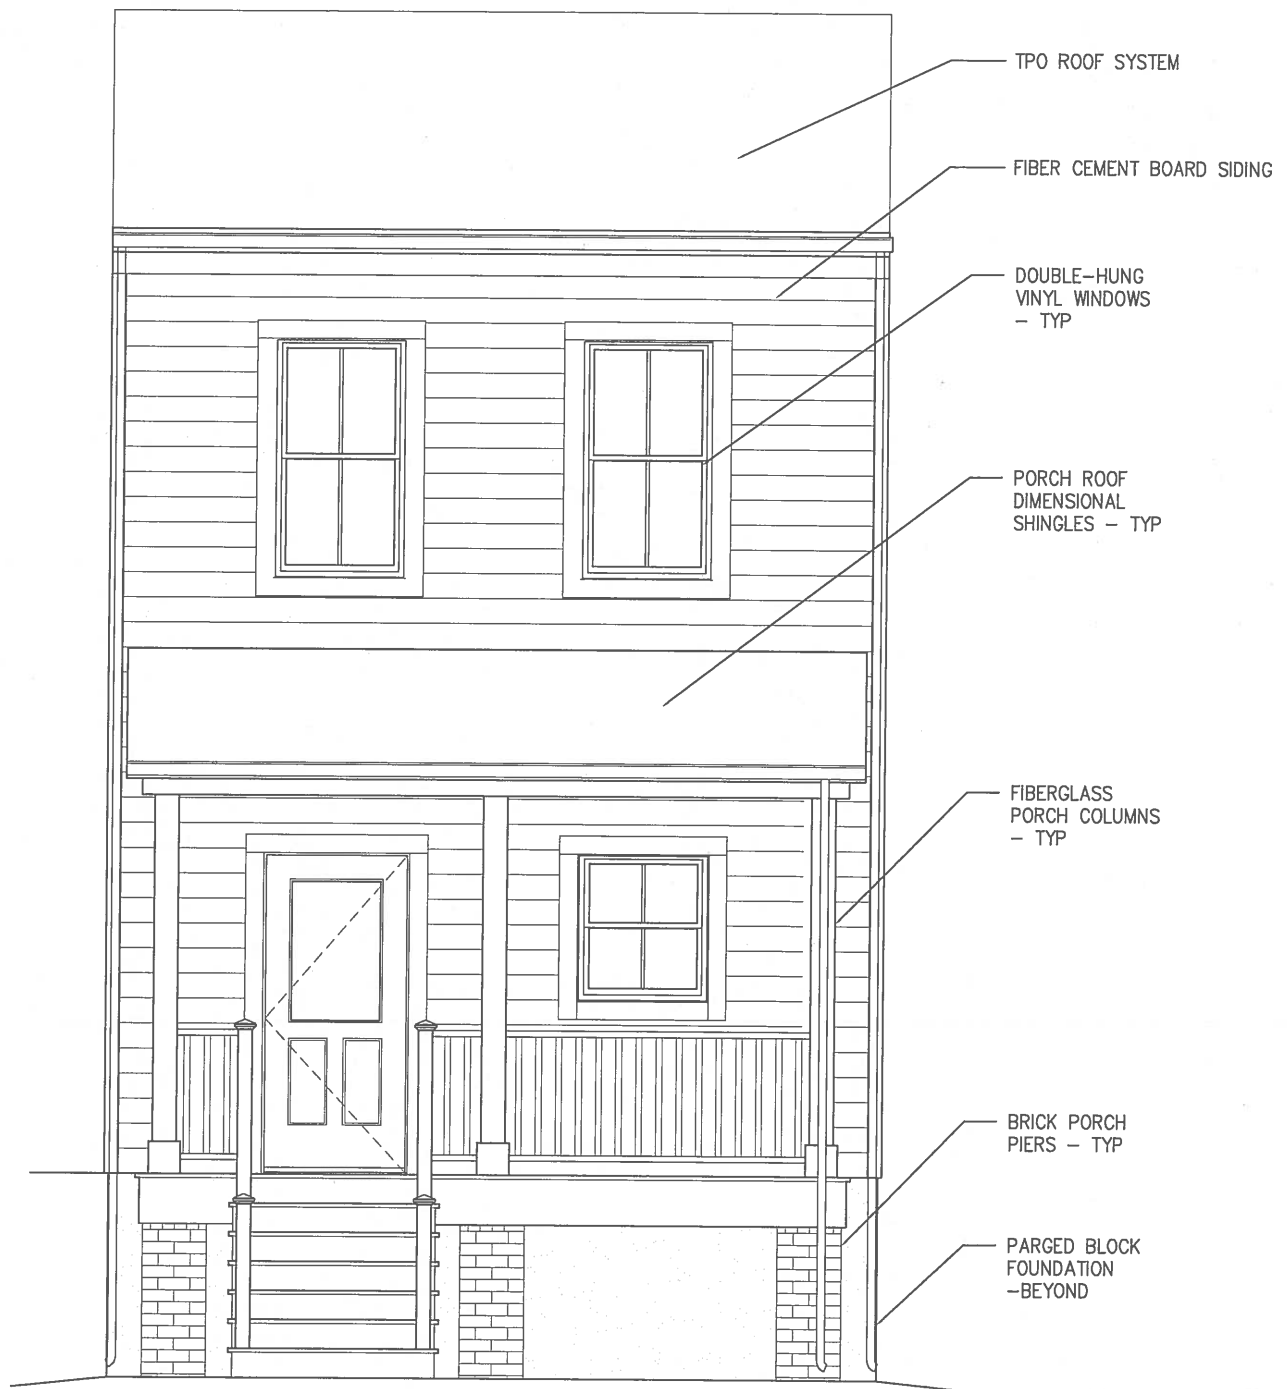 TPO ROOF SYSTEM
FIBER CEMENT BOARD SIDING
DOUBLE-HUNG
VINYL WINDOWS
- TYP
PORCH ROOF
DIMENSIONAL
SHINGLES - TYP
FIBERGLASS
PORCH COLUMNS
- TYP
BRICK PORCH
PIERS - TYP
PARGED BLOCK
FOUNDATION
-BEYOND